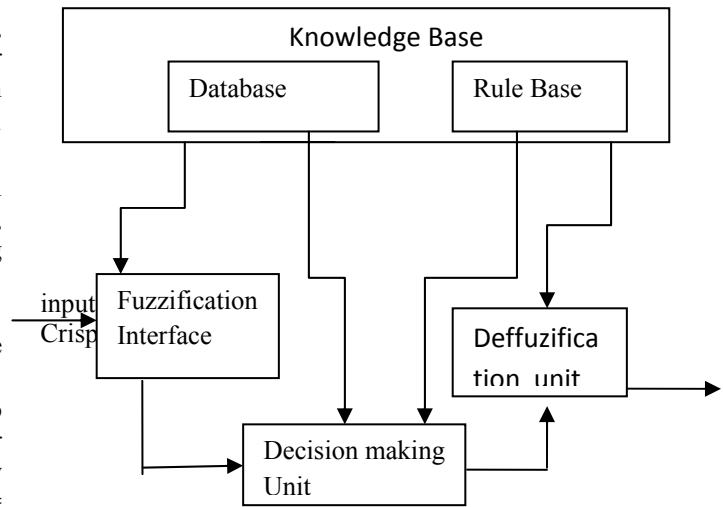 Knowledge Base
Database
Rule Base
input
Crisp
Fuzzification
Interface
Deffuzifica
tion unit
Decision making
Unit